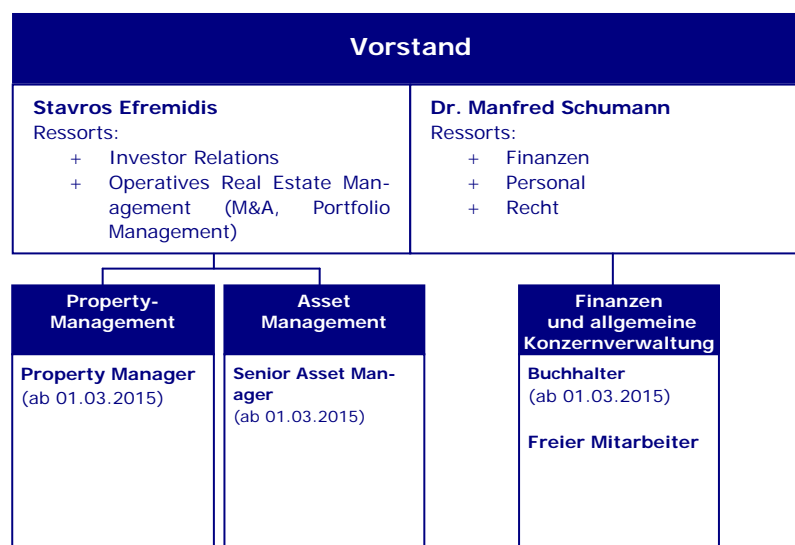 Vorstand
Stavros Efremidis
Ressorts:
+ Investor Relations
+ Operatives Real Estate Man-
agement (M&A, Portfolio
Management)
Dr. Manfred Schumann
Ressorts:
+ Finanzen
+ Personal
+ Recht
Property-
Management
Property Manager
(ab 01.03.2015)
Asset
Management
Senior Asset Man-
ager
(ab 01.03.2015)
Finanzen
und allgemeine
Konzernverwaltung
Buchhalter
(ab 01.03.2015)
Freier Mitarbeiter